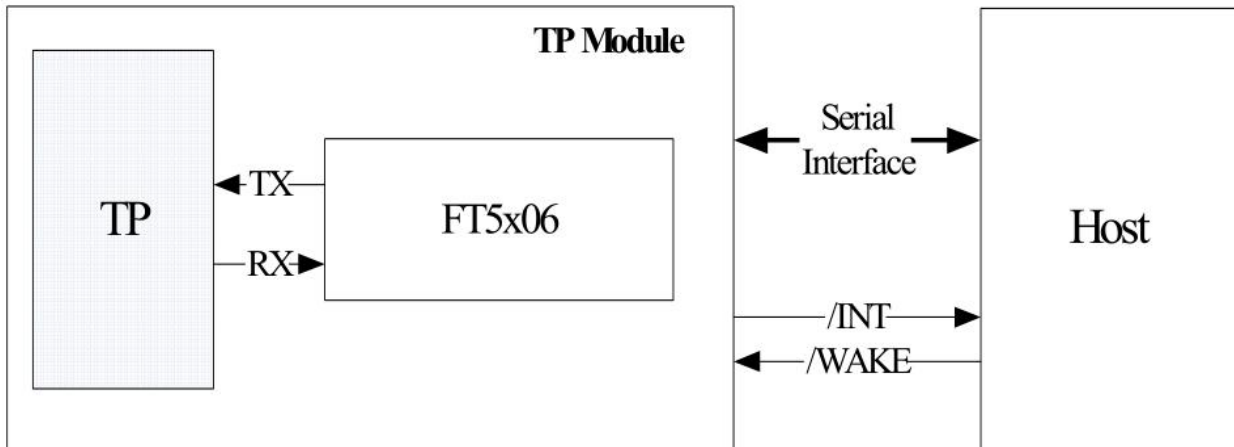 TP Module
TP
TX
RX
FT5x06
Serial
Interface
/INT
/WAKE
Host